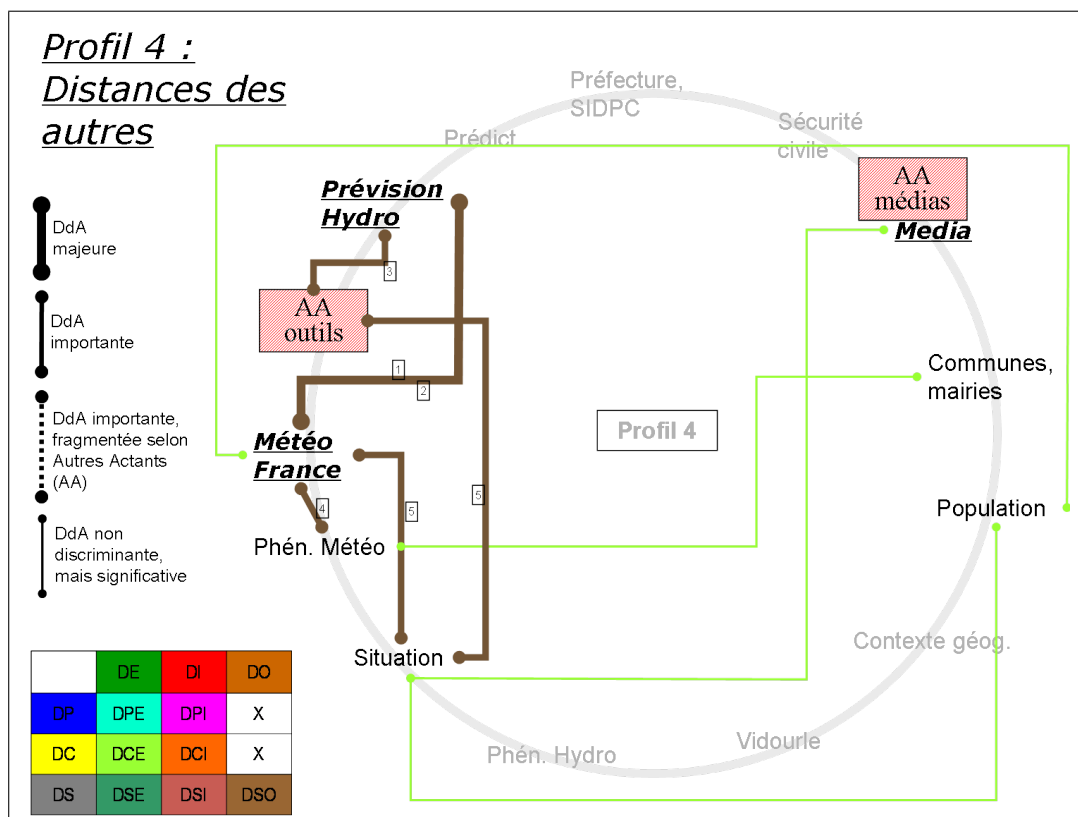 Profil 4 :
Distances des
autres
Préfecture,
SIDPC
Prédict
Sécurité
civile
AA
médias
Media
Prévision
Hydro
3
AA
outils
1
2
DdA
majeure
DdA
importante
DdA importante,
fragmentée selon
Autres Actants
(AA)
DdA non
discriminante,
mais significative
Communes,
mairies
Profil 4
Météo
France
5
5
4
Phén. Météo
Population
Situation
Contexte géog.
Vidourle
Phén. Hydro
DE DI DO
DP DPE DPI X
DC DCE DCI X
DS DSE DSI DSO